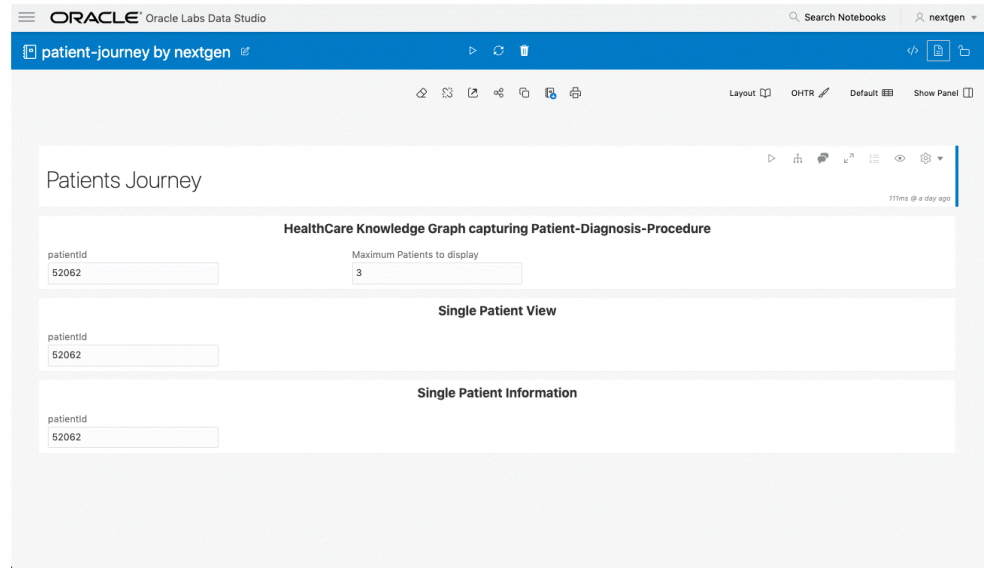 ORACLE Oracle Labs Data Studio
Search Notebooks
nextgen
patient-journey by nextgen
Layout
OHTR
Default
Show Panel
Patients Journey
111ms @ a day ago
HealthCare Knowledge Graph capturing Patient-Diagnosis-Procedure
patientId
Maximum Patients to display
52062
3
Single Patient View
patientId
52062
Single Patient Information
patientId
52062